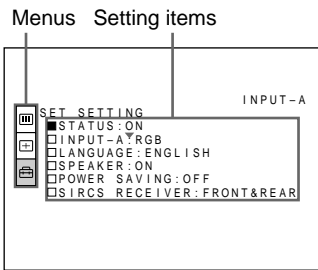 Menus Setting items
INPUT-A
SET SETTING
■STATUS:ON
□INPUT-A:RGB
□LANGUAGE:ENGLISH
□SPEAKER:ON
□POWER SAVING:OFF
□SIRCS RECEIVER:FRONT&REAR